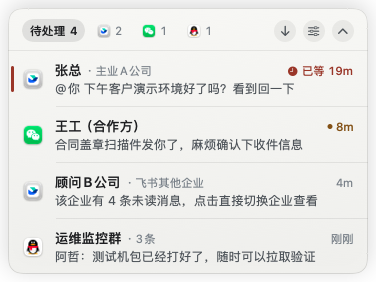 待处理 4 2 1 1
张总 · 主业A公司 已等 19m
@你 下午客户演示环境好了吗？看到回一下
王工（合作方） 8m
合同盖章扫描件发你了，麻烦确认下收件信息
顾问B公司 · 飞书其他企业 4m
该企业有 4 条未读消息，点击直接切换企业查看
运维监控群 · 3条 刚刚
阿哲：测试机包已经打好了，随时可以拉取验证